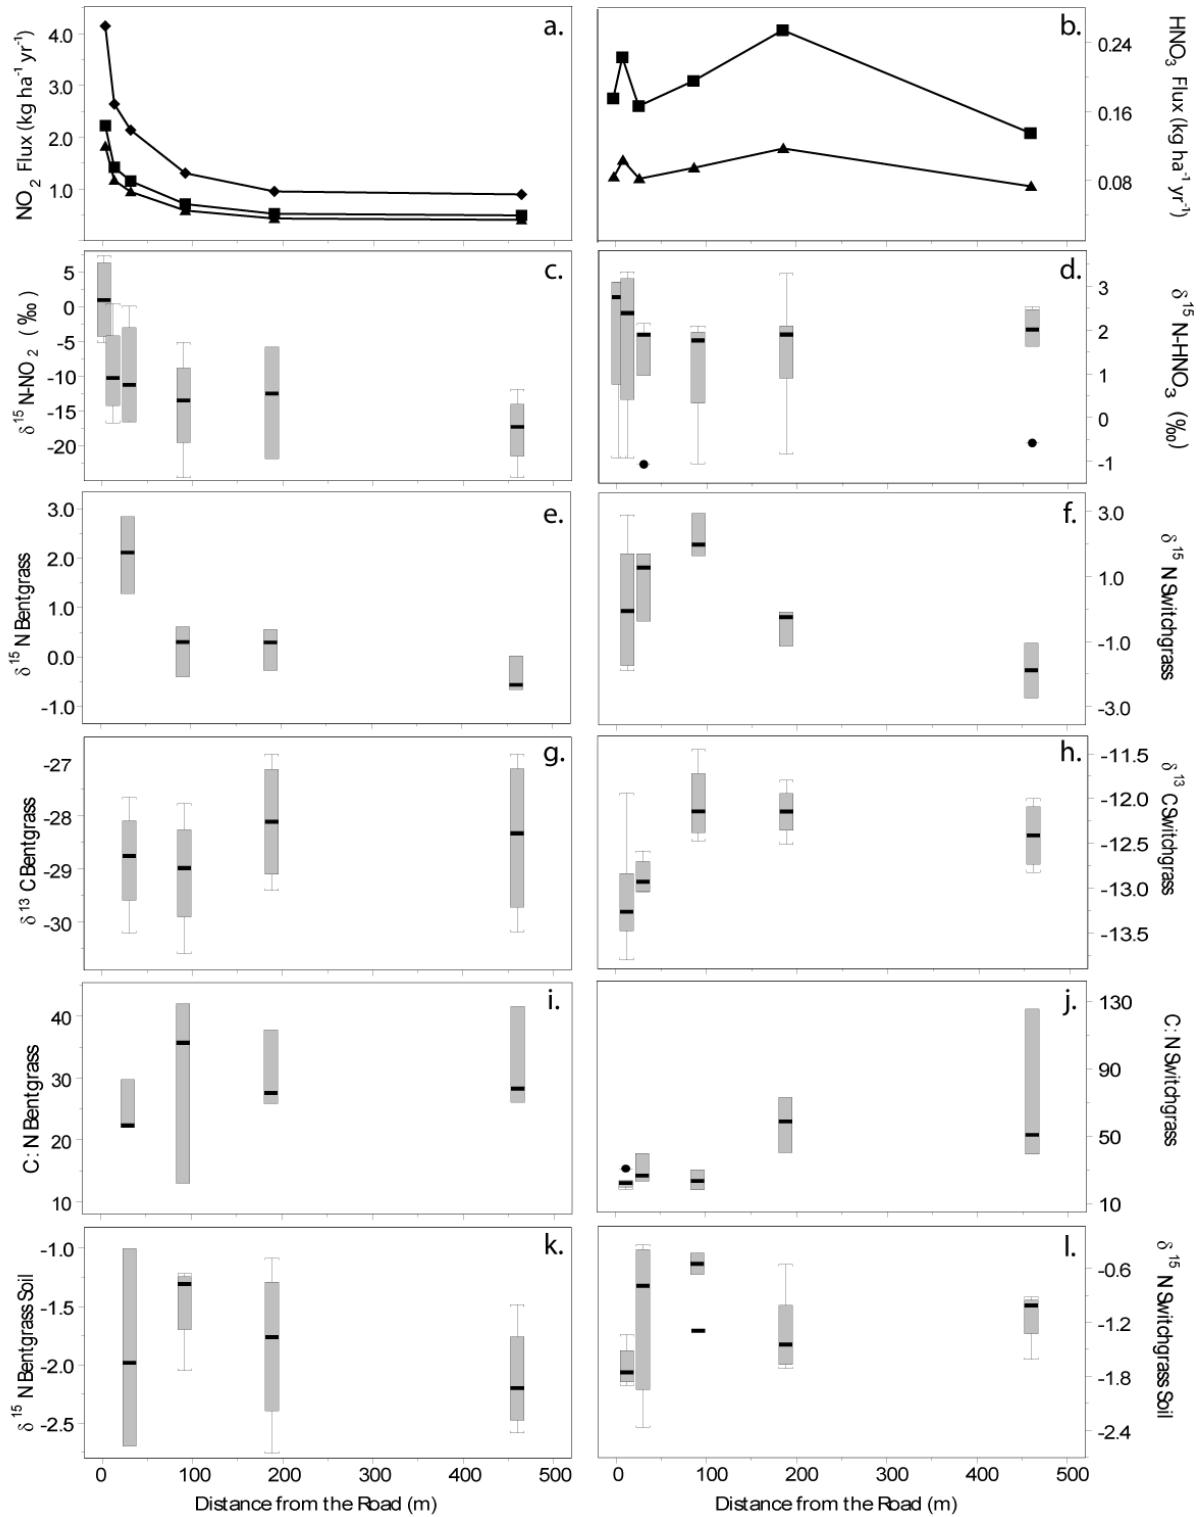 a.
NO2 Flux (kg ha-1 yr-1)
4.0
3.0
2.0
1.0
b.
HNO3 Flux (kg ha-1 yr-1)
0.24
0.16
0.08
c.
δ15 N-NO2 (‰)
5
0
-5
-10
-15
-20
d.
δ15 N-HNO3 (‰)
3
2
1
0
-1
e.
δ15 N Bentgrass
3.0
2.0
1.0
0.0
-1.0
f.
δ15 N Switchgrass
3.0
1.0
-1.0
-3.0
g.
δ13 C Bentgrass
-27
-28
-29
-30
h.
δ13 C Switchgrass
-11.5
-12.0
-12.5
-13.0
-13.5
i.
C: N Bentgrass
40
30
20
10
j.
C: N Switchgrass
130
90
50
10
k.
δ15 N Bentgrass Soil
-1.0
-1.5
-2.0
-2.5
l.
δ15 N Switchgrass Soil
-0.6
-1.2
-1.8
-2.4
0 100 200 300 400 500
0 100 200 300 400 500
Distance from the Road (m)
Distance from the Road (m)